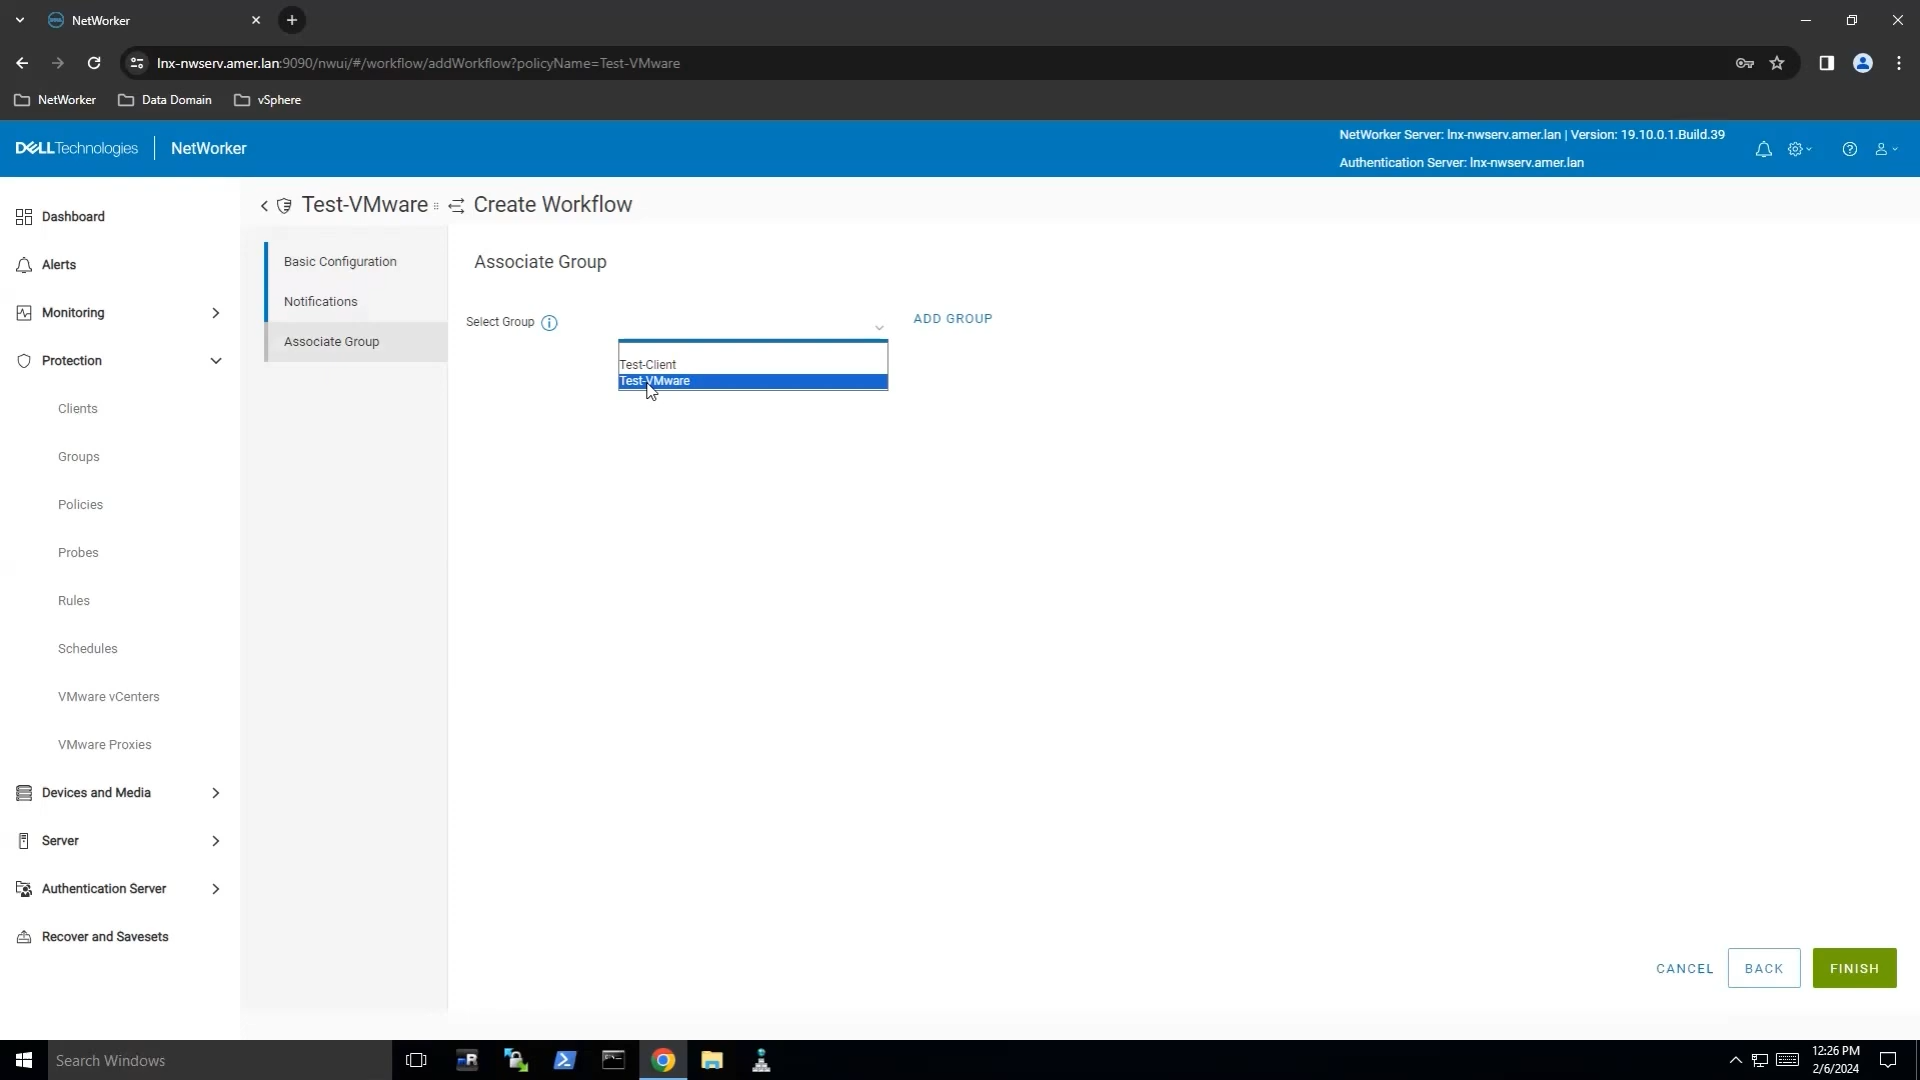 NetWorker
lnx-nwserv.amer.lan:9090/nwui/#/workflow/addWorkflow?policyName=Test-VMware
NetWorker
Data Domain
vSphere
DELLTechnologies
NetWorker
NetWorker Server: lnx-nwserv.amer.lan | Version: 19.10.0.1.Build.39
Authentication Server: lnx-nwserv.amer.lan
Dashboard
Alerts
Monitoring
Protection
Clients
Groups
Policies
Probes
Rules
Schedules
VMware vCenters
VMware Proxies
Devices and Media
Server
Authentication Server
Recover and Savesets
Test-VMware
Create Workflow
Basic Configuration
Notifications
Associate Group
Associate Group
Select Group
ADD GROUP
Test-Client
Test-VMware
CANCEL
BACK
FINISH
Search Windows
12:26 PM
2/6/2024